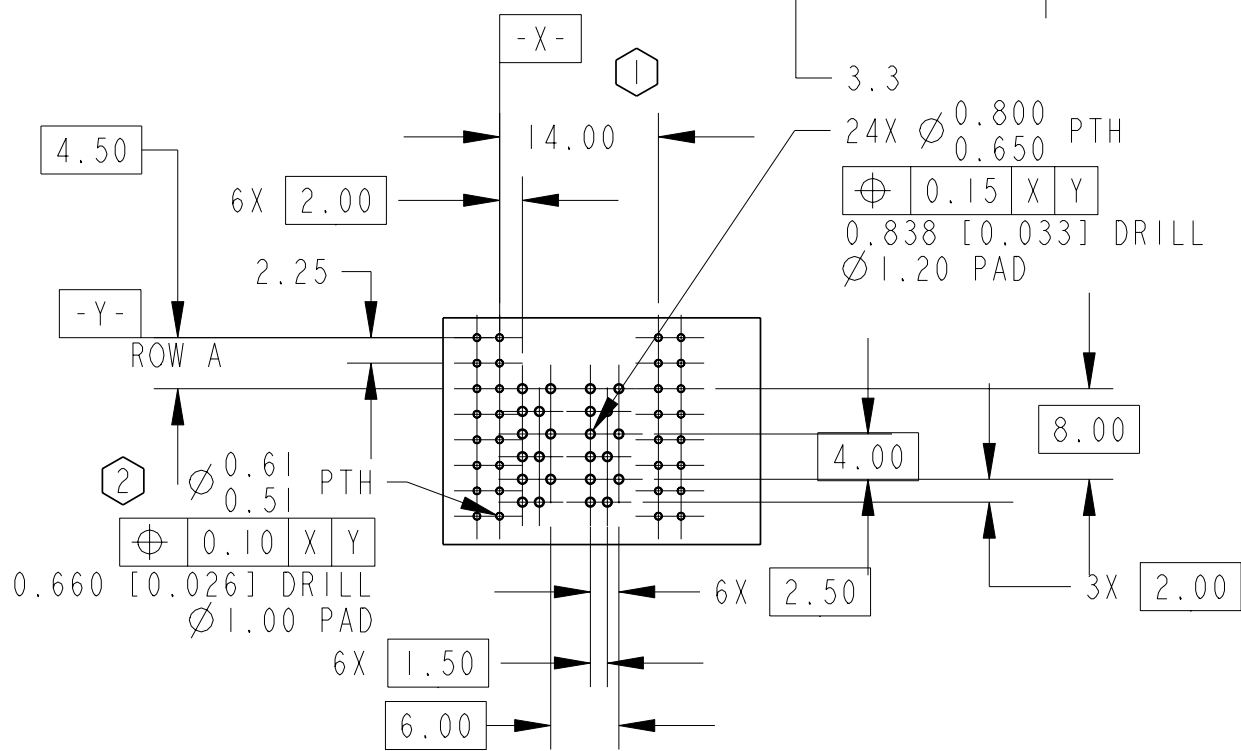 -X-
1
3.3
14.00
24X Ø 0.800 PTH
0.650
4.50
⌖ 0.15 X Y
6X 2.00
0.838 [0.033] DRILL
Ø1.20 PAD
2.25
-Y-
ROW A
8.00
4.00
2
Ø 0.61 PTH
0.51
⌖ 0.10 X Y
0.660 [0.026] DRILL
Ø1.00 PAD
6X 2.50
3X 2.00
6X 1.50
6.00